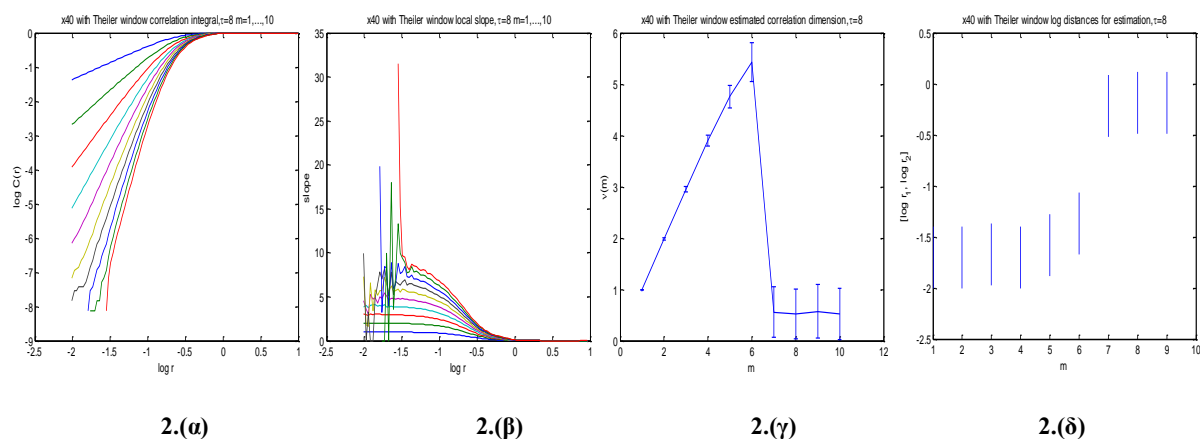 x40 with Theiler window correlation integral,τ=8 m=1,...,10
0
-1
-2
-3
-4
-5
-6
-7
-8
-9
log C(r)
-2.5 -2 -1.5 -1 -0.5 0 0.5 1
log r
x40 with Theiler window local slope, τ=8 m=1,...,10
35
30
25
20
15
10
5
0
slope
-2.5 -2 -1.5 -1 -0.5 0 0.5 1
log r
x40 with Theiler window estimated correlation dimension,τ=8
6
5
4
3
2
1
0
ν(m)
0 2 4 6 8 10 12
m
x40 with Theiler window log distances for estimation, τ=8
0.5
0
-0.5
-1
-1.5
-2
-2.5
[log r1 , log r2]
1 2 3 4 5 6 7 8 9 10
m
2.(α) 2.(β) 2.(γ) 2.(δ)